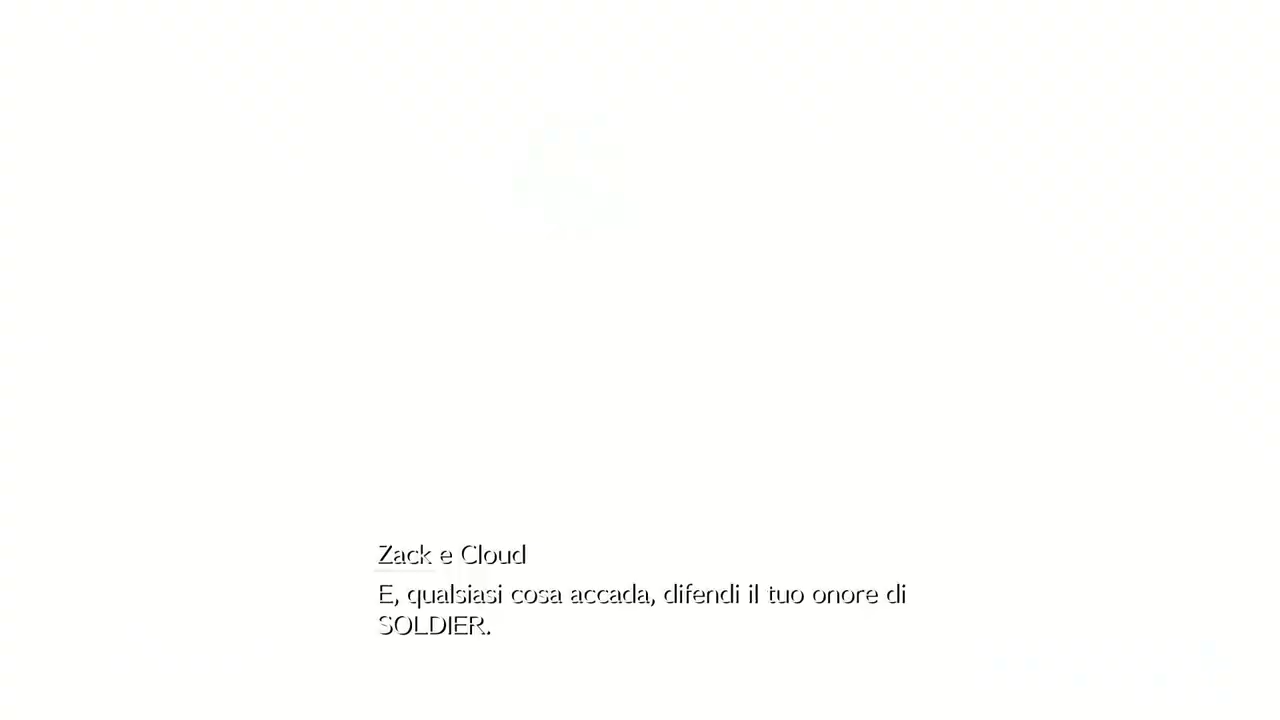 Zack e Cloud
E, qualsiasi cosa accada, difendi il tuo onore di
SOLDIER.